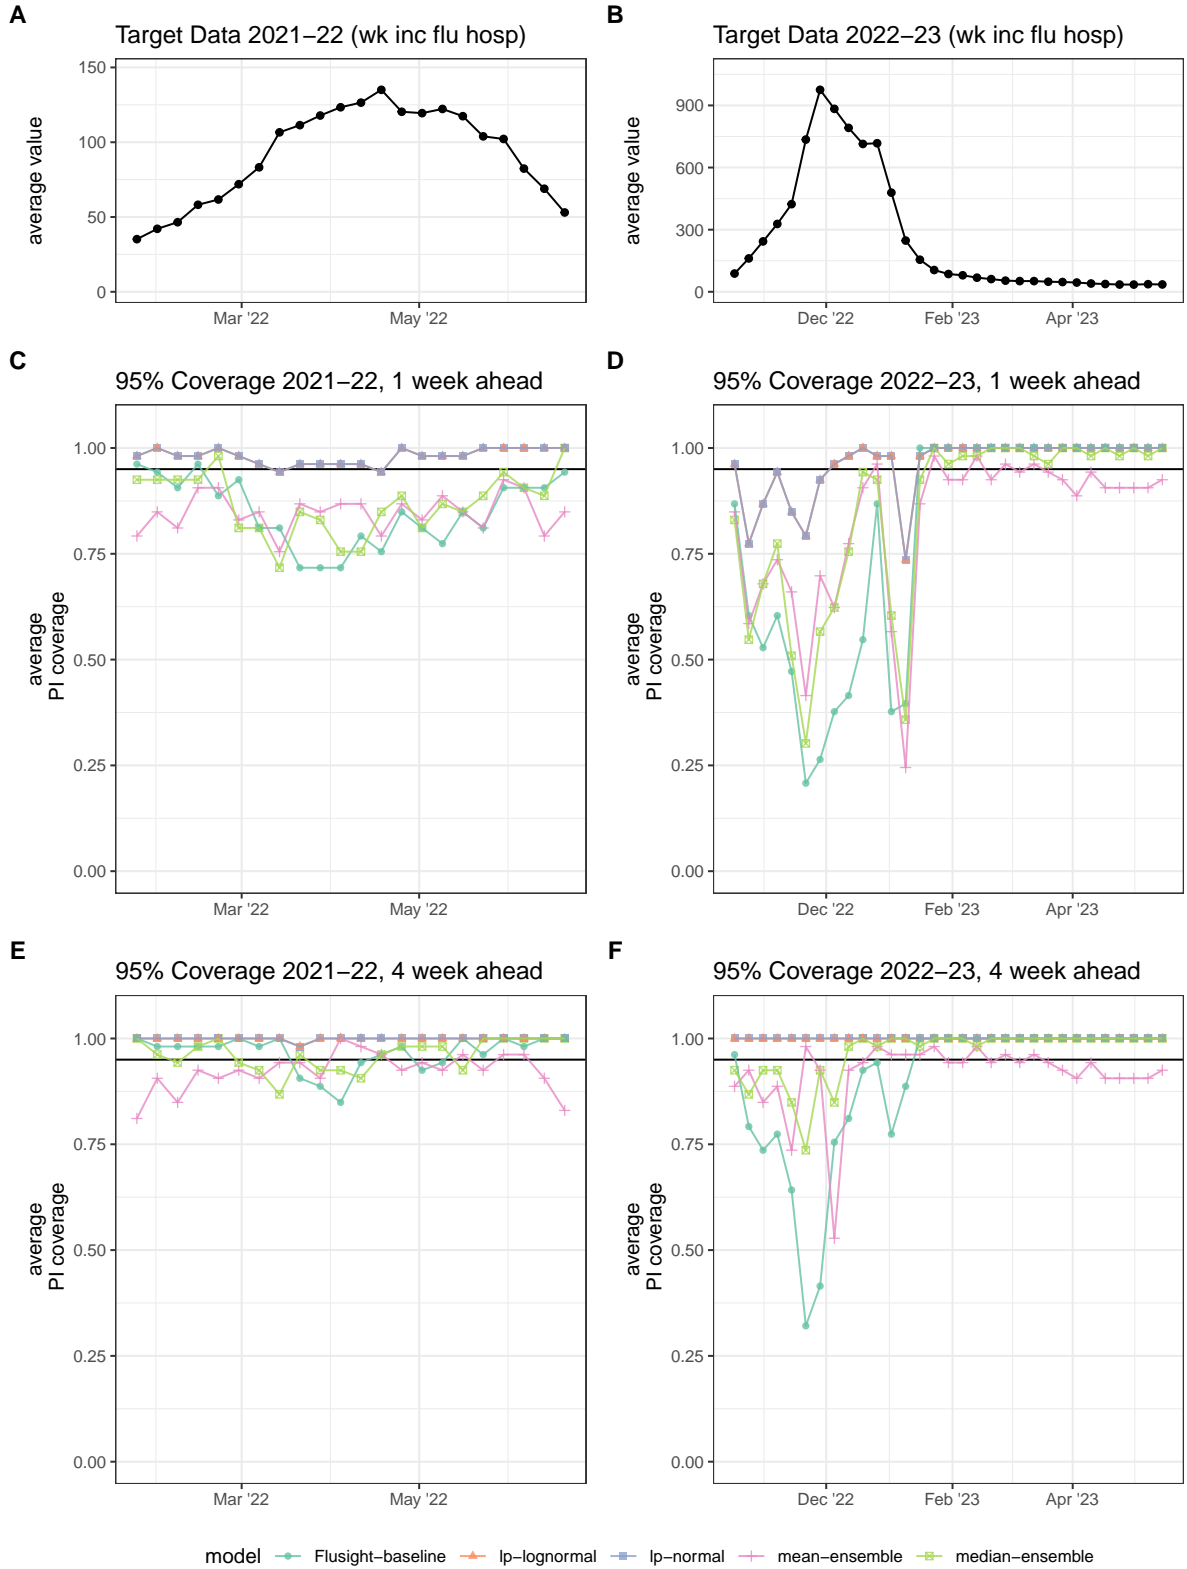 A
Target Data 2021−22 (wk inc flu hosp)
150
100
50
0
average value
Mar '22
May '22
B
Target Data 2022−23 (wk inc flu hosp)
900
600
300
0
average value
Dec '22
Feb '23
Apr '23
C
95% Coverage 2021−22, 1 week ahead
1.00
0.75
0.50
0.25
0.00
average
PI coverage
Mar '22
May '22
D
95% Coverage 2022−23, 1 week ahead
1.00
0.75
0.50
0.25
0.00
average
PI coverage
Dec '22
Feb '23
Apr '23
E
95% Coverage 2021−22, 4 week ahead
1.00
0.75
0.50
0.25
0.00
average
PI coverage
Mar '22
May '22
F
95% Coverage 2022−23, 4 week ahead
1.00
0.75
0.50
0.25
0.00
average
PI coverage
Dec '22
Feb '23
Apr '23
model Flusight−baseline lp−lognormal lp−normal mean−ensemble median−ensemble